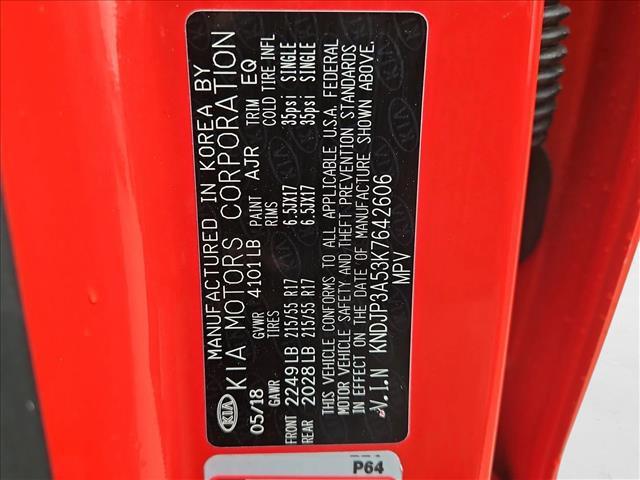 MANUFACTURED IN KOREA BY
KIA KIA MOTORS CORPORATION
05/18 GVWR 4101LB PAINT AJR TRIM EQ
GAWR TIRES RIMS COLD TIRE INFL
FRONT 2249LB 215/55 R17 6.5JX17 35psi SINGLE
REAR 2028LB 215/55 R17 6.5JX17 35psi SINGLE
THIS VEHICLE CONFORMS TO ALL APPLICABLE U.S.A. FEDERAL
MOTOR VEHICLE SAFETY AND THEFT PREVENTION STANDARDS
IN EFFECT ON THE DATE OF MANUFACTURE SHOWN ABOVE.
V.I.N KNDJP3A53K7642606
MPV
P64